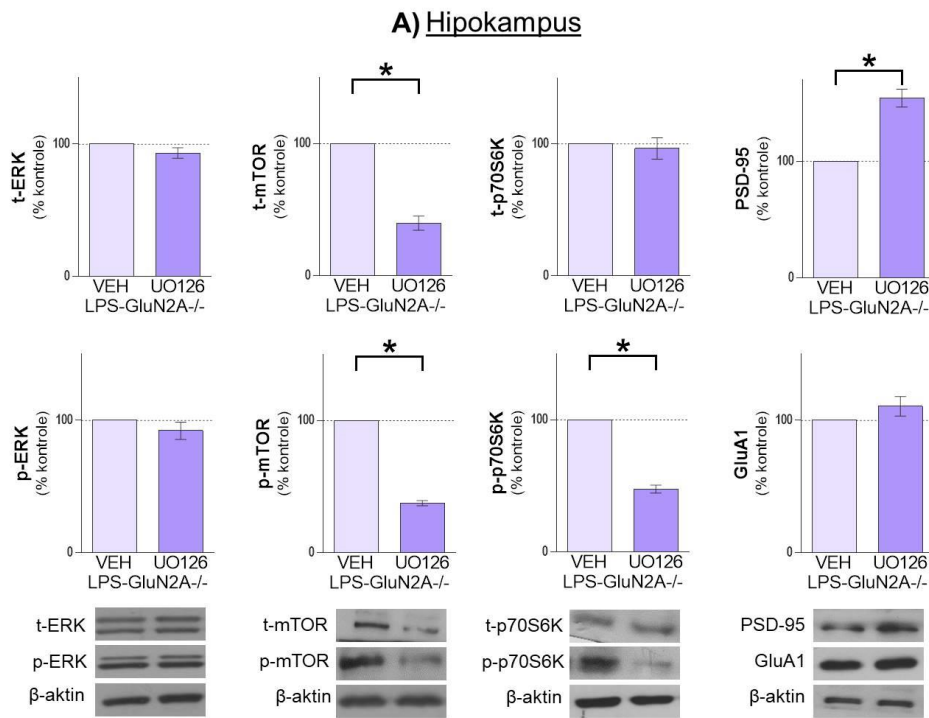 A) Hipokampus
t-ERK
(% kontrole)
100
0
VEH UO126
LPS-GluN2A-/-
t-mTOR
(% kontrole)
*
100
0
VEH UO126
LPS-GluN2A-/-
t-p70S6K
(% kontrole)
100
0
VEH UO126
LPS-GluN2A-/-
PSD-95
(% kontrole)
*
100
0
VEH UO126
LPS-GluN2A-/-
p-ERK
(% kontrole)
100
0
VEH UO126
LPS-GluN2A-/-
p-mTOR
(% kontrole)
*
100
0
VEH UO126
LPS-GluN2A-/-
p-p70S6K
(% kontrole)
*
100
0
VEH UO126
LPS-GluN2A-/-
GluA1
(% kontrole)
100
0
VEH UO126
LPS-GluN2A-/-
t-ERK
p-ERK
β-aktin
t-mTOR
p-mTOR
β-aktin
t-p70S6K
p-p70S6K
β-aktin
PSD-95
GluA1
β-aktin